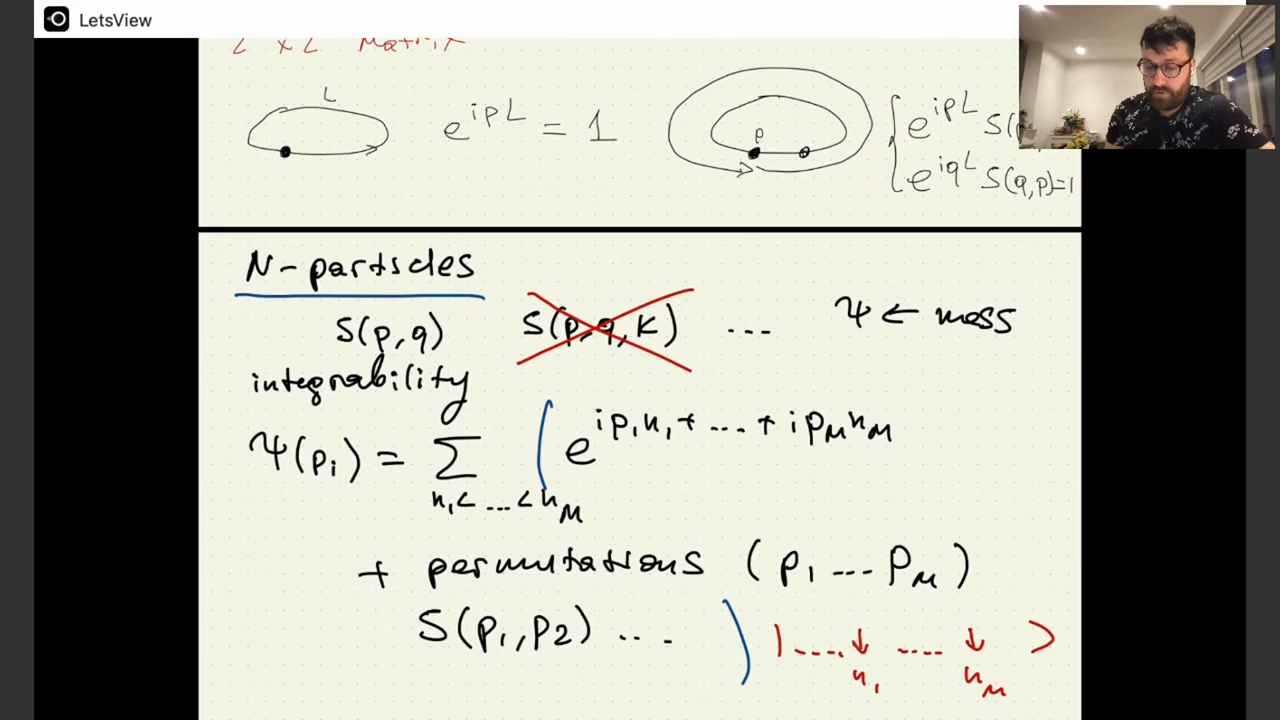 LetsView
L × L Matrix
L
e^{ipL} = 1
p
e^{ipL} S(
e^{iqL} S(q,p)=1
N-particles
S(p,q) S(p,q,k) ... Ψ ← mess
integrability
Ψ(p_i) = Σ_{n_1< ... <n_M} ( e^{ip_1n_1 + ... + ip_Mn_M}
+ permutations (p_1 ... p_M)
S(p_1,p_2) .... ) | .... ↓ .... ↓ >
n_1 n_M